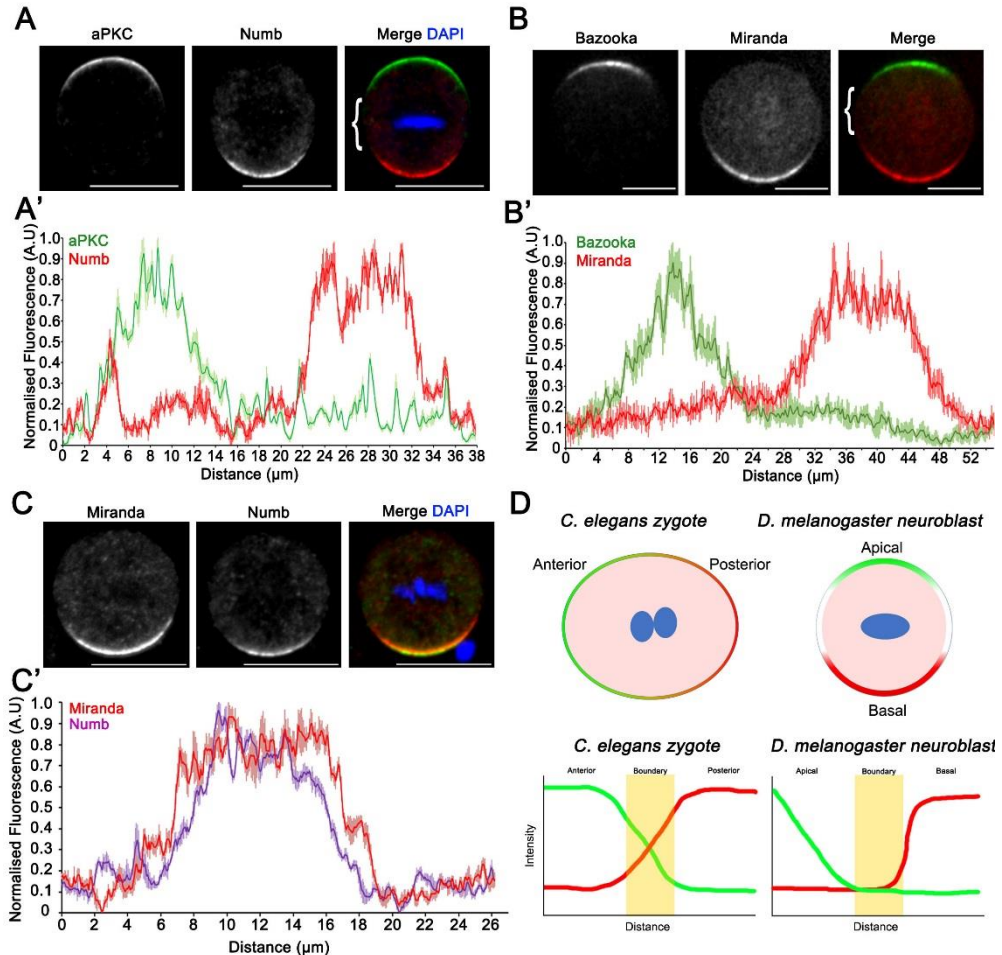 A
aPKC Numb Merge DAPI
{
B
Bazooka Miranda Merge
{
A'
aPKC
Numb
Normalised Fluorescence (A.U)
1.0
0.9
0.8
0.7
0.6
0.5
0.4
0.3
0.2
0.1
0
0 2 4 6 8 10 12 14 16 18 20 22 24 26 28 30 32 34 36 38
Distance (µm)
B'
Bazooka
Miranda
Normalised Fluorescence (A.U)
1.0
0.9
0.8
0.7
0.6
0.5
0.4
0.3
0.2
0.1
0
0 4 8 12 16 20 24 28 32 36 40 44 48 52
Distance (µm)
C
Miranda Numb Merge DAPI
C'
Miranda
Numb
Normalised Fluorescence (A.U)
1.0
0.9
0.8
0.7
0.6
0.5
0.4
0.3
0.2
0.1
0
0 2 4 6 8 10 12 14 16 18 20 22 24 26
Distance (µm)
D
C. elegans zygote D. melanogaster neuroblast
Anterior Posterior
Apical
Basal
C. elegans zygote D. melanogaster neuroblast
Anterior Boundary Posterior
Apical Boundary Basal
Intensity
Distance Distance